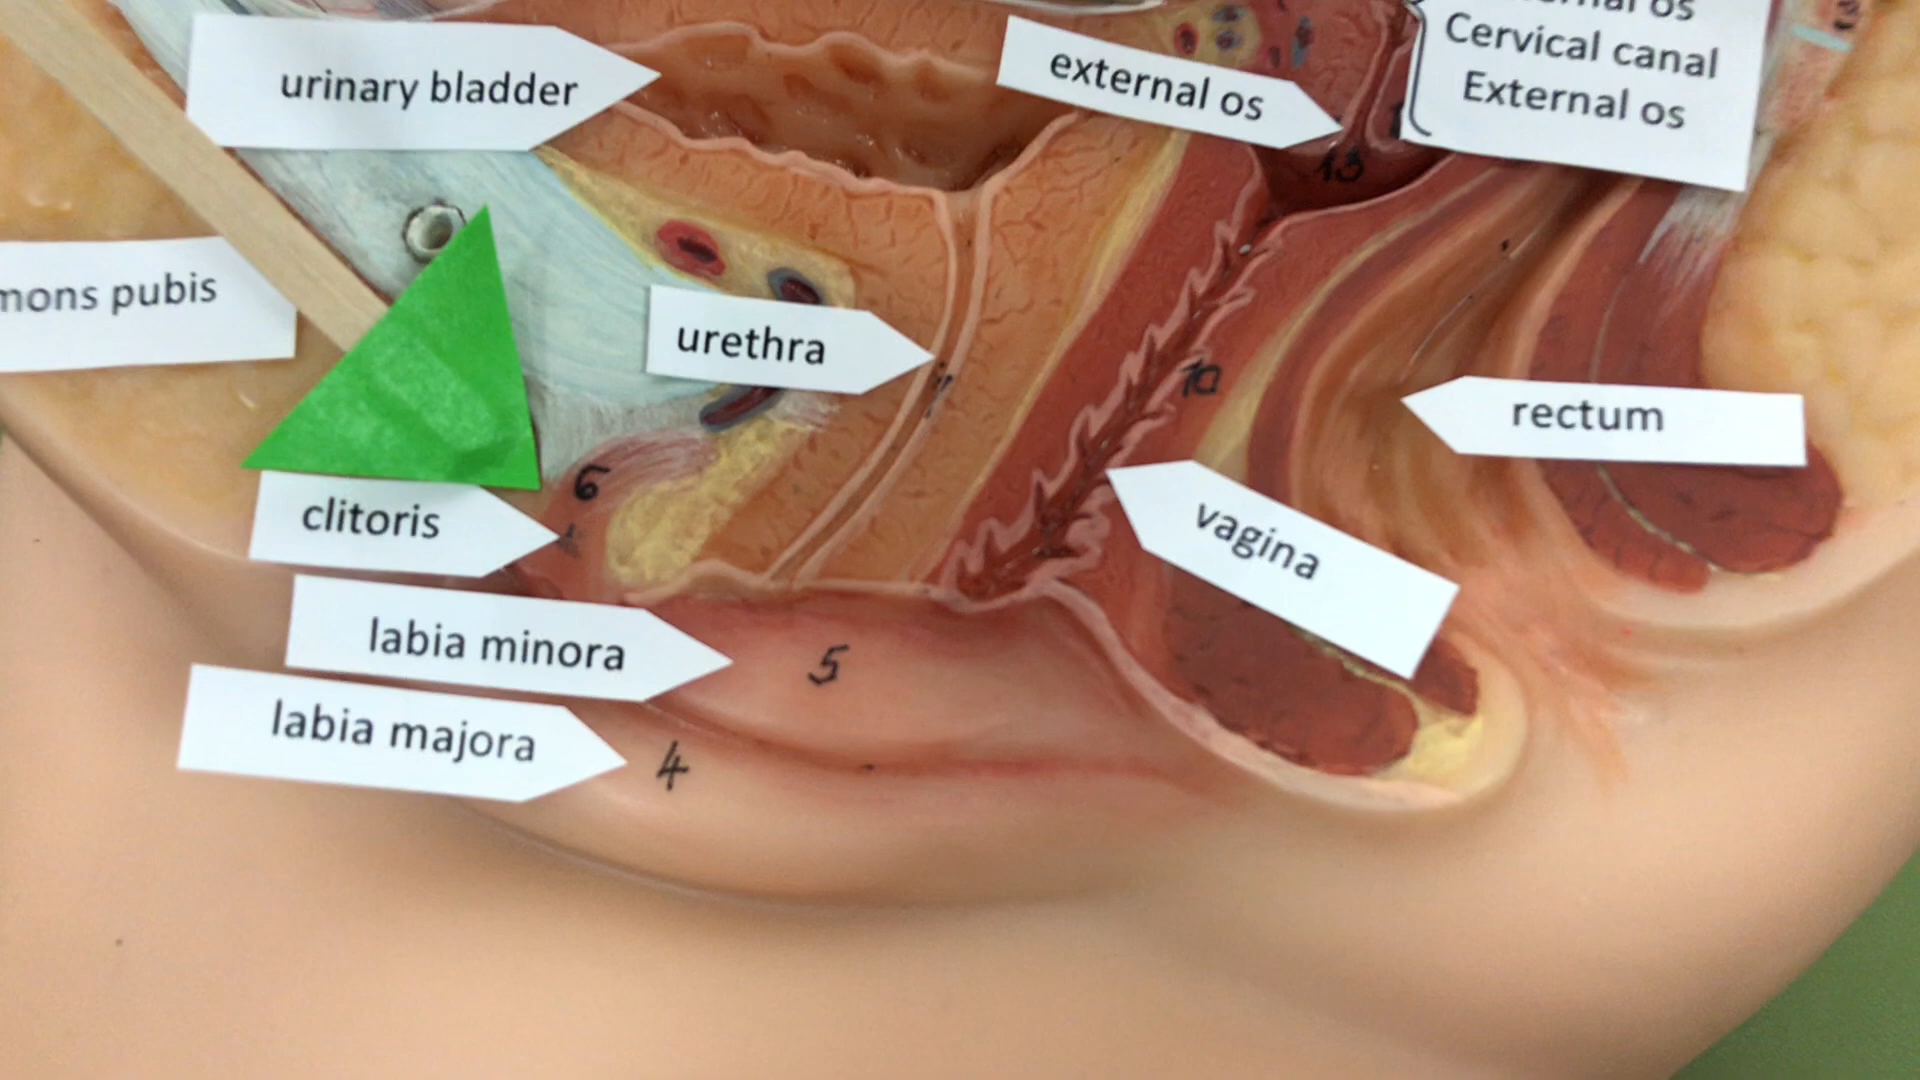 os
Cervical canal
External os
urinary bladder
external os
13
mons pubis
urethra
10
rectum
6
clitoris
vagina
labia minora
5
labia majora
4